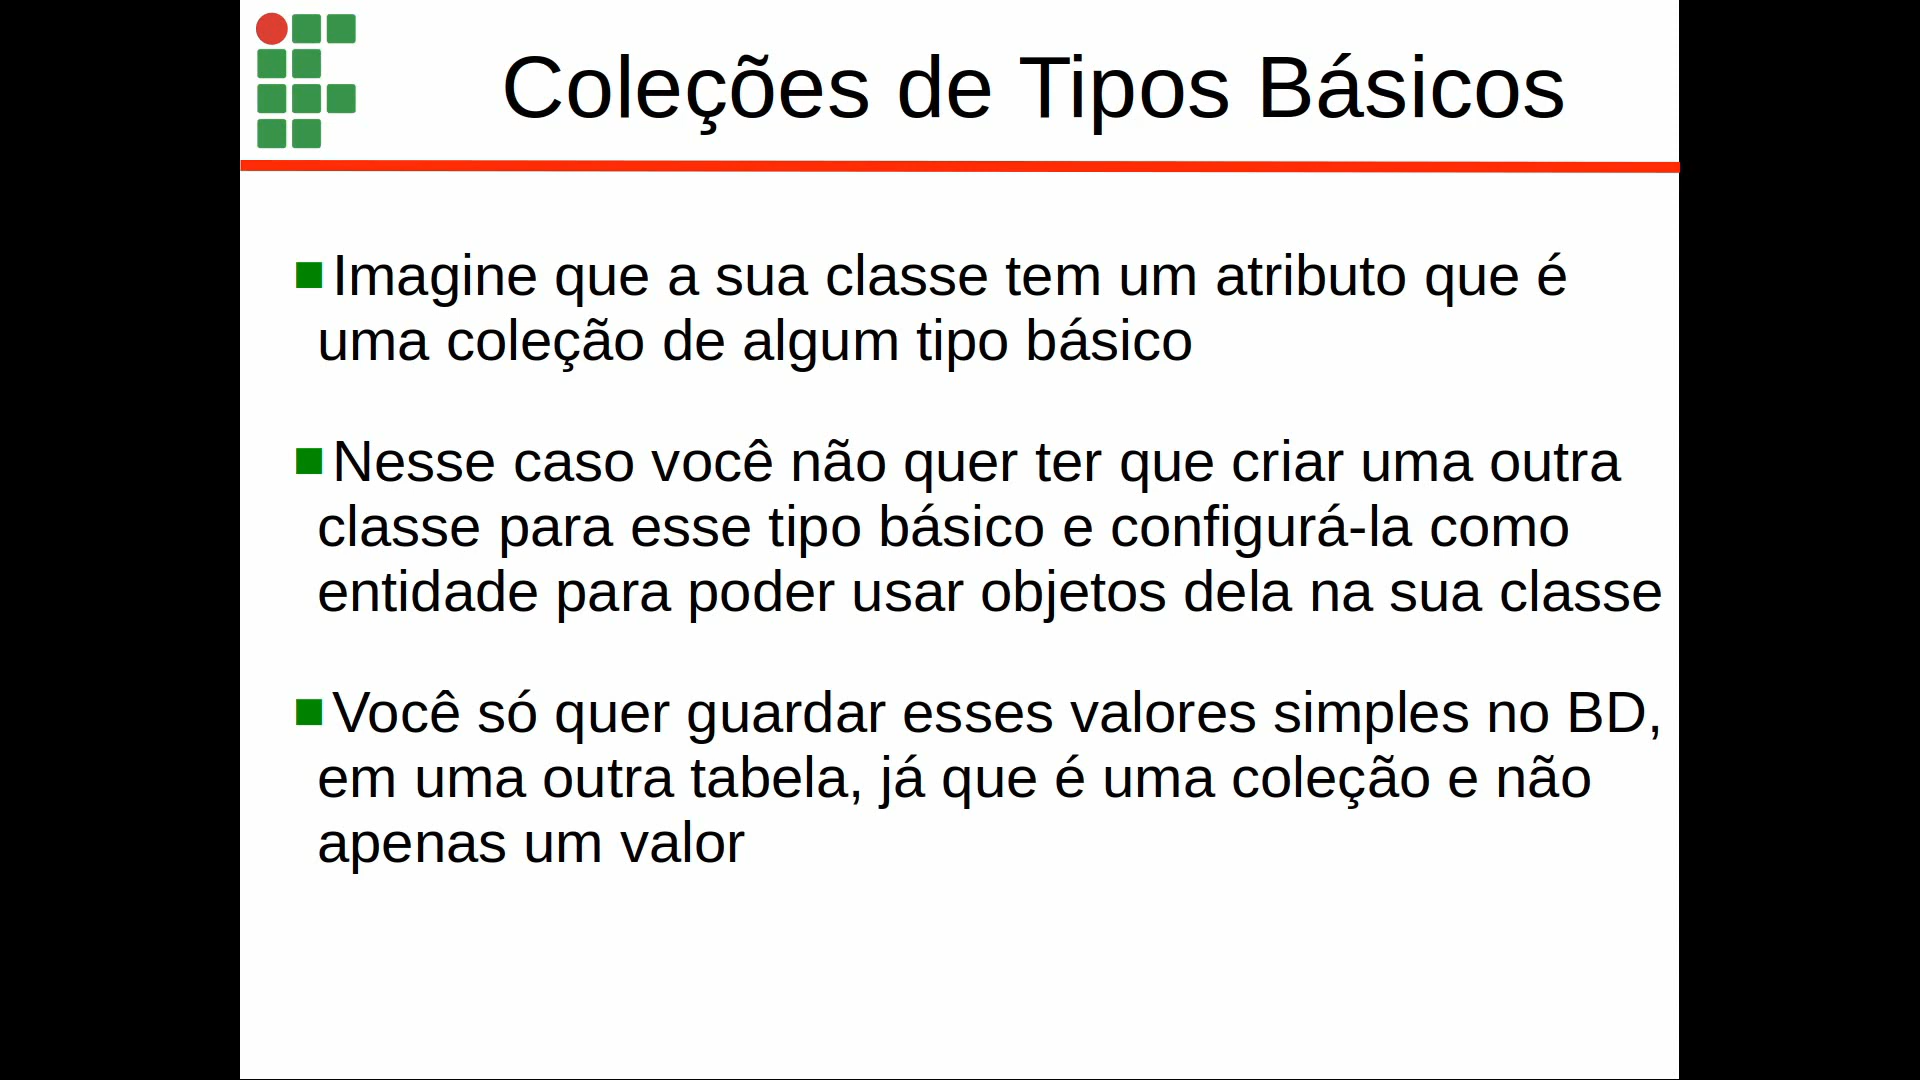 Coleções de Tipos Básicos
Imagine que a sua classe tem um atributo que é
uma coleção de algum tipo básico
Nesse caso você não quer ter que criar uma outra
classe para esse tipo básico e configurá-la como
entidade para poder usar objetos dela na sua classe
Você só quer guardar esses valores simples no BD,
em uma outra tabela, já que é uma coleção e não
apenas um valor